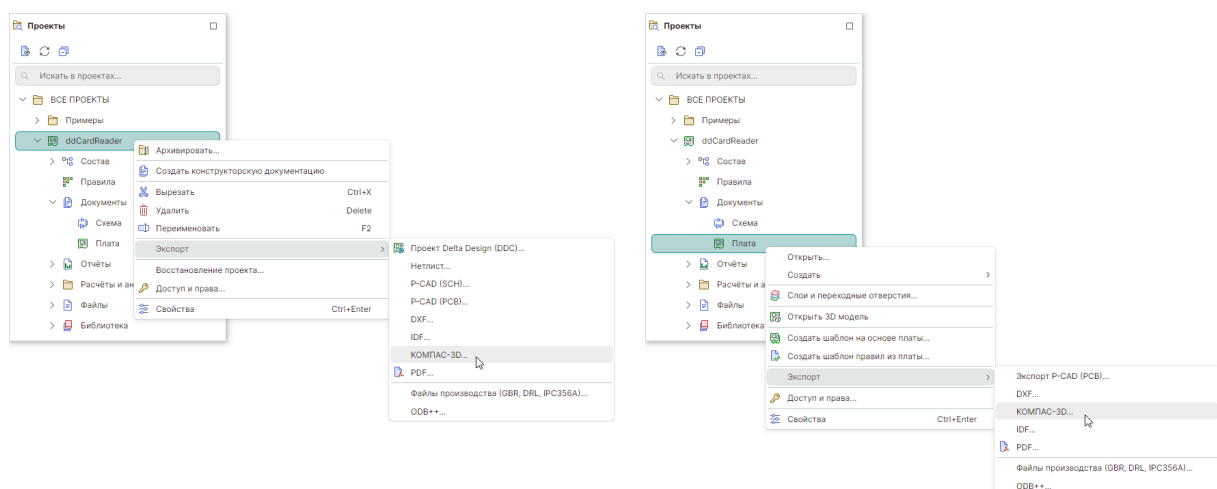 Проекты
Искать в проектах...
ВСЕ ПРОЕКТЫ
Примеры
ddCardReader
Состав
Правила
Документы
Схема
Плата
Отчёты
Расчёты и ан
Файлы
Библиотека
Архивировать...
Создать конструкторскую документацию
Вырезать Ctrl+X
Удалить Delete
Переименовать F2
Экспорт
Восстановление проекта...
Доступ и права...
Свойства Ctrl+Enter
Проект Delta Design (DDC)...
Нетлист...
P-CAD (SCH)...
P-CAD (PCB)...
DXF...
IDF...
КОМПАС-3D...
PDF...
Файлы производства (GBR, DRL, IPC356A)...
ODB++...
Проекты
Искать в проектах...
ВСЕ ПРОЕКТЫ
Примеры
ddCardReader
Состав
Правила
Документы
Схема
Плата
Отчёты
Расчёты и а
Файлы
Библиотека
Открыть...
Создать
Слои и переходные отверстия...
Открыть 3D модель
Создать шаблон на основе платы...
Создать шаблон правил из платы...
Экспорт
Доступ и права...
Свойства Ctrl+Enter
Экспорт P-CAD (PCB)...
DXF...
КОМПАС-3D...
IDF...
PDF...
Файлы производства (GBR, DRL, IPC356A)...
ODB++...